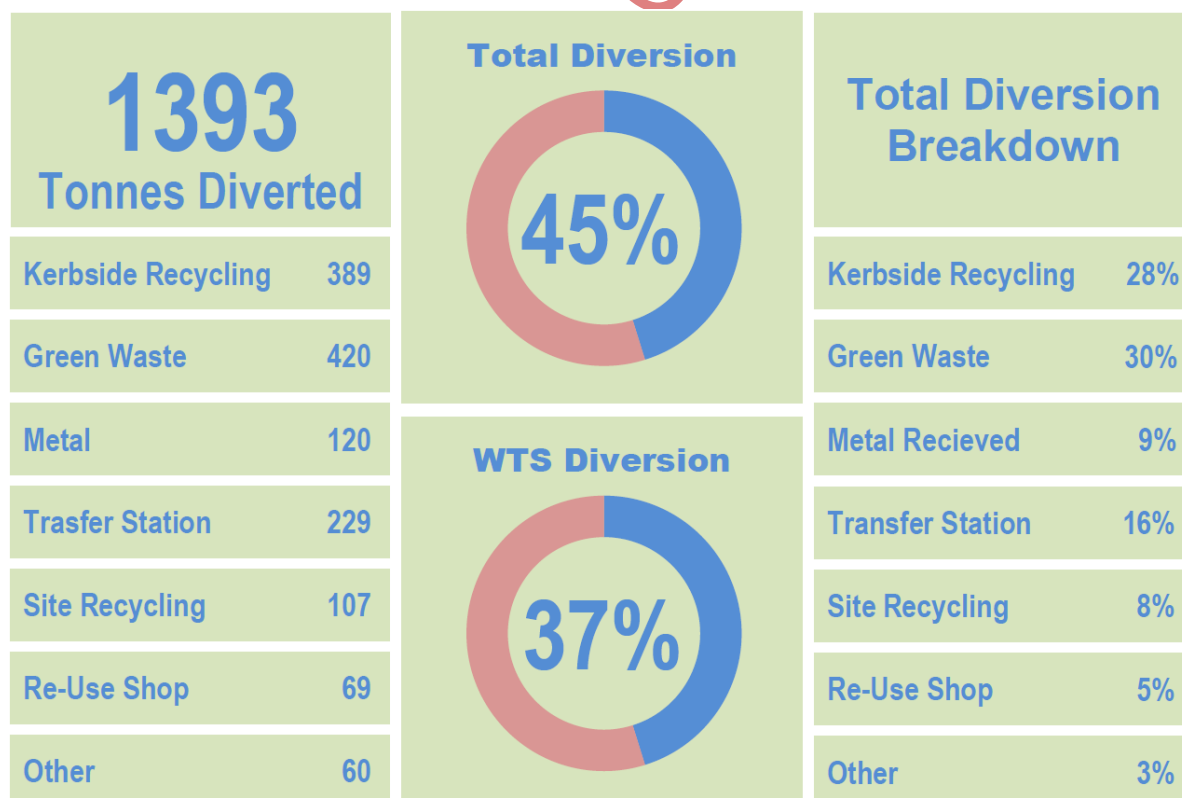 1393
Tonnes Diverted
Kerbside Recycling 389
Green Waste 420
Metal 120
Trasfer Station 229
Site Recycling 107
Re-Use Shop 69
Other 60
Total Diversion
45%
WTS Diversion
37%
Total Diversion
Breakdown
Kerbside Recycling 28%
Green Waste 30%
Metal Recieved 9%
Transfer Station 16%
Site Recycling 8%
Re-Use Shop 5%
Other 3%